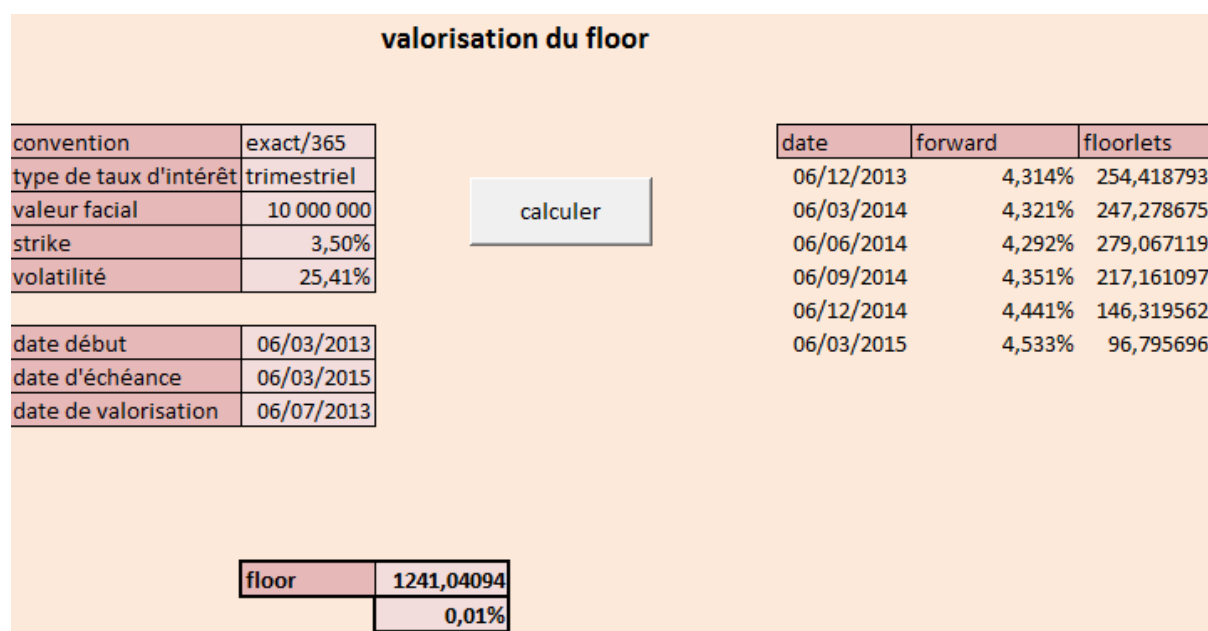 valorisation du floor
convention exact/365
type de taux d'intérêt trimestriel
valeur facial 10 000 000
strike 3,50%
volatilité 25,41%
date début 06/03/2013
date d'échéance 06/03/2015
date de valorisation 06/07/2013
calculer
date forward floorlets
06/12/2013 4,314% 254,418793
06/03/2014 4,321% 247,278675
06/06/2014 4,292% 279,067119
06/09/2014 4,351% 217,161097
06/12/2014 4,441% 146,319562
06/03/2015 4,533% 96,795696
floor 1241,04094
0,01%